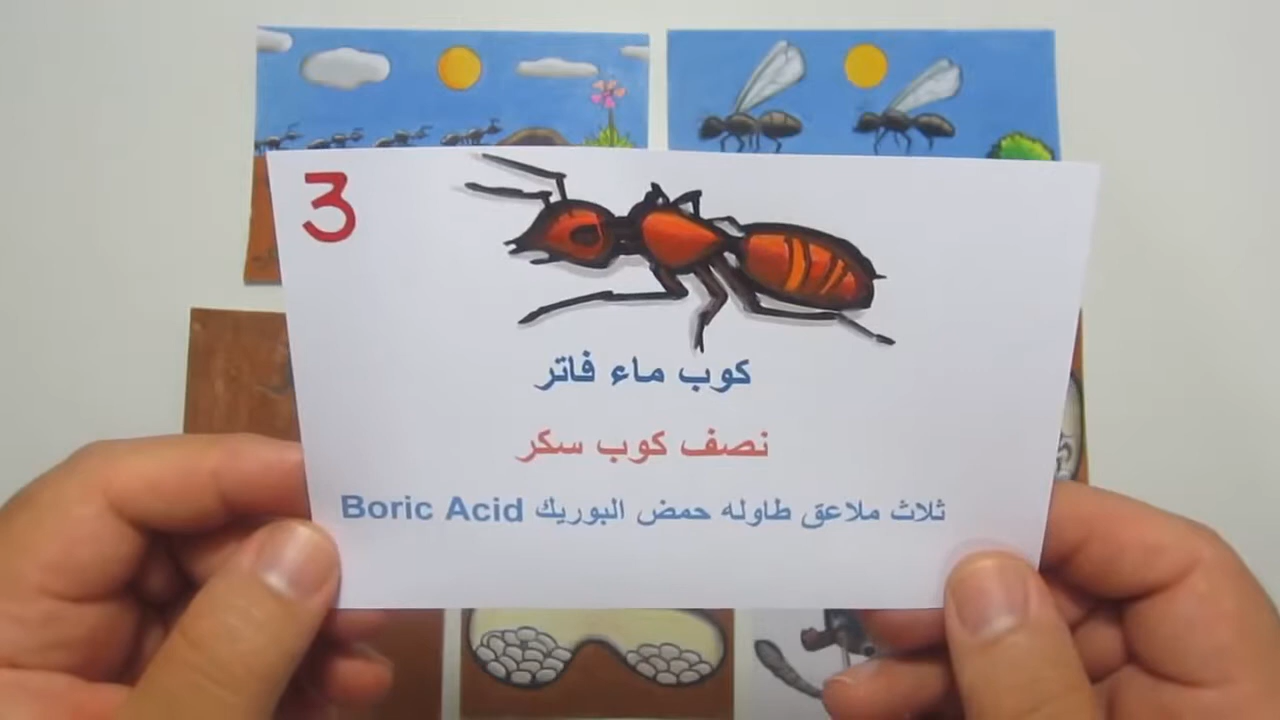 3
كوب ماء فاتر
نصف كوب سكر
ثلاث ملاعق طاوله حمض البوريك Boric Acid